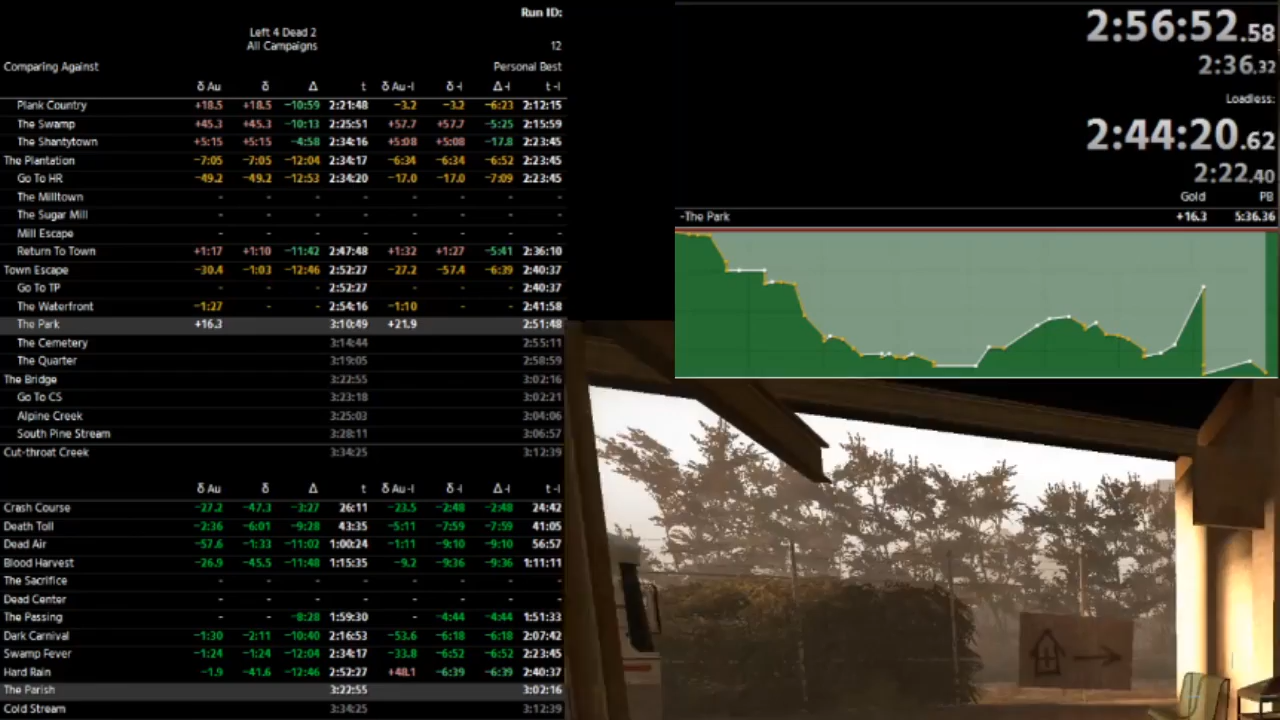 Run ID:
Left 4 Dead 2
All Campaigns
12
Comparing Against Personal Best
δ Au δ Δ t δ Au-I δ -I Δ -I t -I
Plank Country +18.5 +18.5 −10:59 2:21:48 −3.2 −3.2 −6:23 2:12:15
The Swamp +45.3 +45.3 −10:13 2:25:51 +57.7 +57.7 −5:25 2:15:59
The Shantytown +5:15 +5:15 −4:58 2:34:16 +5:08 +5:08 −17.8 2:23:45
The Plantation −7:05 −7:05 −12:04 2:34:17 −6:34 −6:34 −6:52 2:23:45
Go To HR −49.2 −49.2 −12:53 2:34:20 −17.0 −17.0 −7:09 2:23:45
The Milltown - - - - - - - -
The Sugar Mill - - - - - - - -
Mill Escape - - - - - - - -
Return To Town +1:17 +1:10 −11:42 2:47:48 +1:32 +1:27 −5:41 2:36:10
Town Escape −30.4 −1:03 −12:46 2:52:27 −27.2 −57.4 −6:39 2:40:37
Go To TP - - - 2:52:27 - - - 2:40:37
The Waterfront −1:27 - - 2:54:16 −1:10 - - 2:41:58
The Park +16.3 3:10:49 +21.9 2:51:48
The Cemetery 3:14:44 2:55:11
The Quarter 3:19:05 2:58:59
The Bridge 3:22:55 3:02:16
Go To CS 3:23:18 3:02:21
Alpine Creek 3:25:03 3:04:06
South Pine Stream 3:28:11 3:06:57
Cut-throat Creek 3:34:25 3:12:39
δ Au δ Δ t δ Au-I δ -I Δ -I t -I
Crash Course −27.2 −47.3 −3:27 26:11 −23.5 −2:48 −2:48 24:42
Death Toll −2:36 −6:01 −9:28 43:35 −5:11 −7:59 −7:59 41:05
Dead Air −57.6 −1:33 −11:02 1:00:24 −1:11 −9:10 −9:10 56:57
Blood Harvest −26.9 −45.5 −11:48 1:15:35 −9.2 −9:36 −9:36 1:11:11
The Sacrifice - - - - - - - -
Dead Center - - - - - - - -
The Passing - - −8:28 1:59:30 - −4:44 −4:44 1:51:33
Dark Carnival −1:30 −2:11 −10:40 2:16:53 −53.6 −6:18 −6:18 2:07:42
Swamp Fever −1:24 −1:24 −12:04 2:34:17 −33.8 −6:52 −6:52 2:23:45
Hard Rain −1.9 −41.6 −12:46 2:52:27 +48.1 −6:39 −6:39 2:40:37
The Parish 3:22:55 3:02:16
Cold Stream 3:34:25 3:12:39
2:56:52.58
2:36.32
Loadless:
2:44:20.62
2:22.40
Gold PB
-The Park +16.3 5:36.36